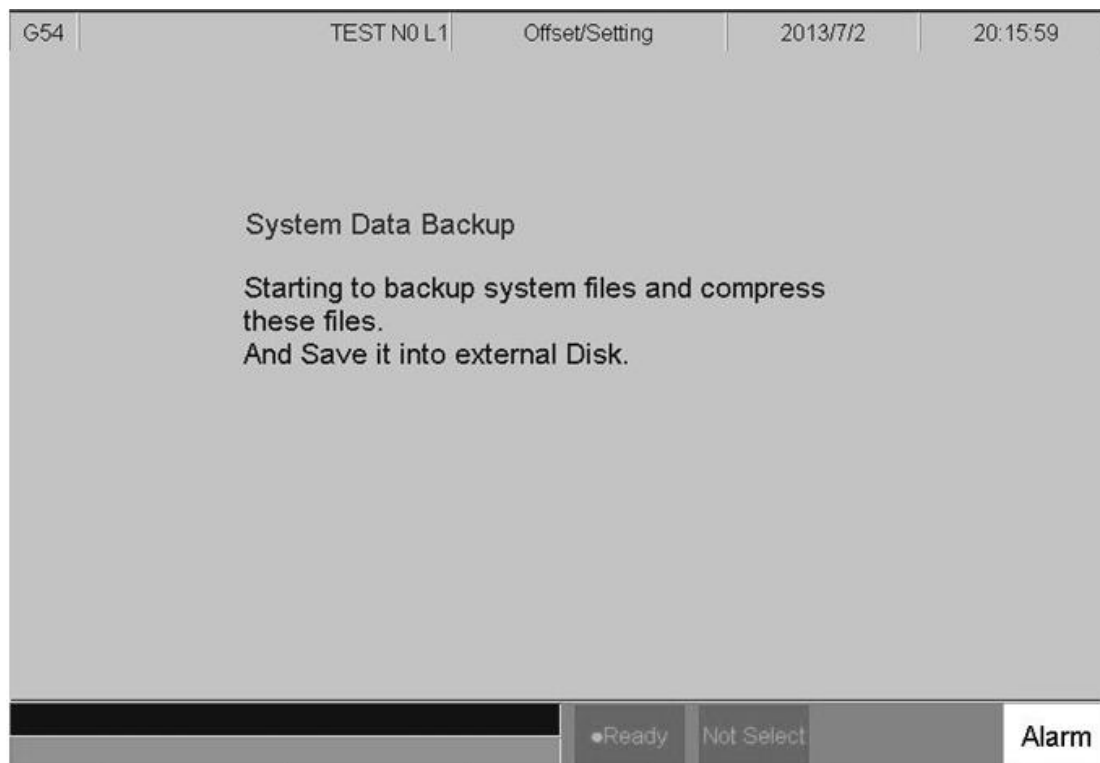 G54 TEST N0 L1 Offset/Setting 2013/7/2 20:15:59
System Data Backup
Starting to backup system files and compress
these files.
And Save it into external Disk.
●Ready Not Select Alarm